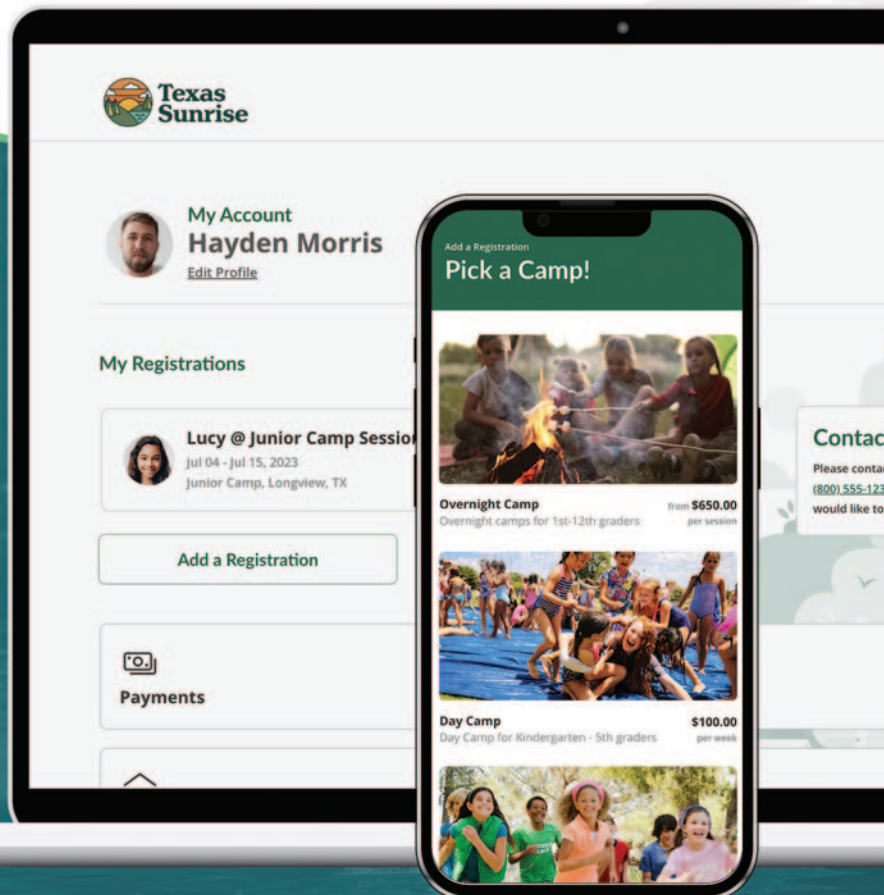 Texas
Sunrise
My Account
Hayden Morris
Edit Profile
My Registrations
Lucy @ Junior Camp
Jul 04 - Jul 15, 2023
Junior Camp, Longview, TX
Add a Registration
Payments
Add a Registration
Pick a Camp!
Overnight Camp
from $650.00
Overnight camps for 1st-12th graders
per session
Day Camp
$100.00
Day Camp for Kindergarten - 5th graders
per week
Please
(800) 555-123
would like to